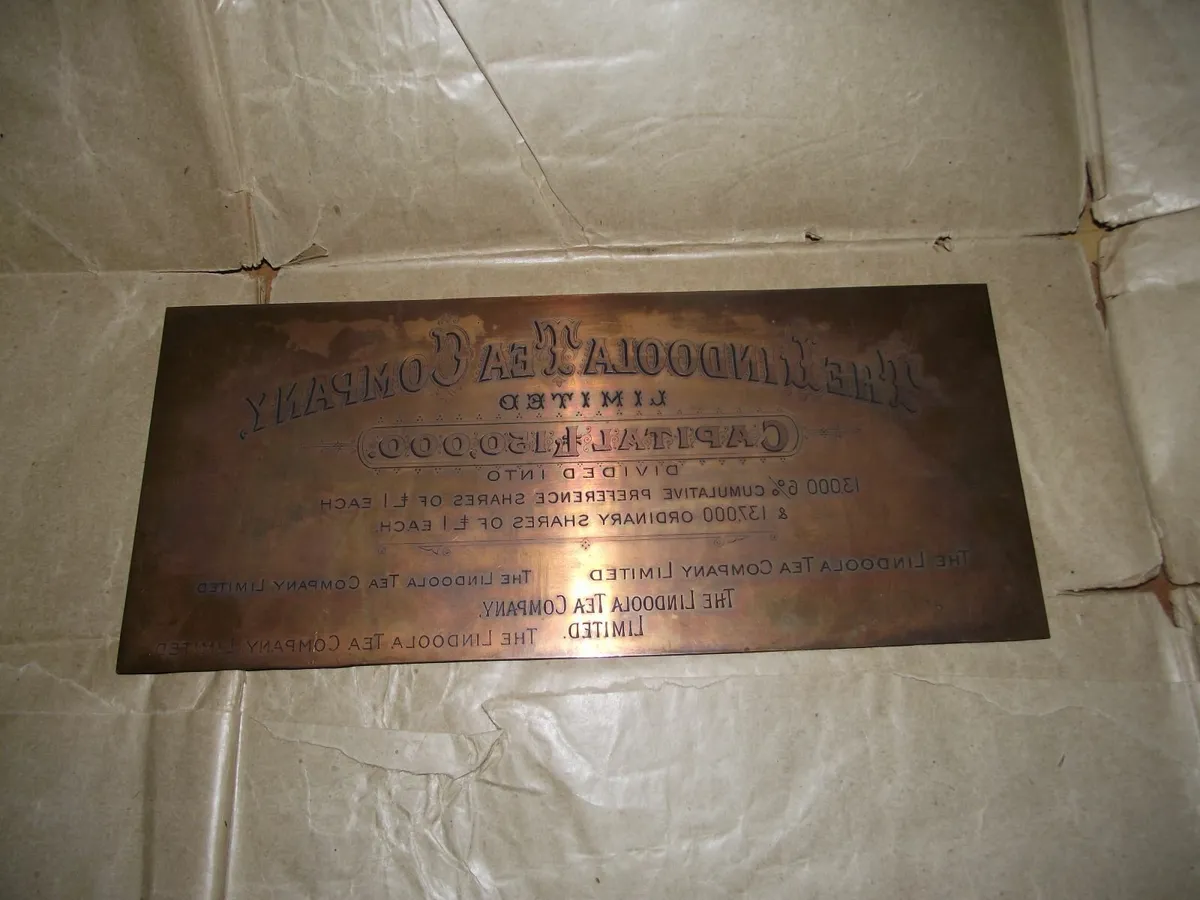 THE LINDOOLA TEA COMPANY,
LIMITED
CAPITAL £150,000.
DIVIDED INTO
13000 6% CUMULATIVE PREFERENCE SHARES OF £1 EACH
& 137000 ORDINARY SHARES OF £1 EACH.
THE LINDOOLA TEA COMPANY LIMITED THE LINDOOLA TEA COMPANY LIMITED
THE LINDOOLA TEA COMPANY,
LIMITED.
THE LINDOOLA TEA COMPANY LIMITED